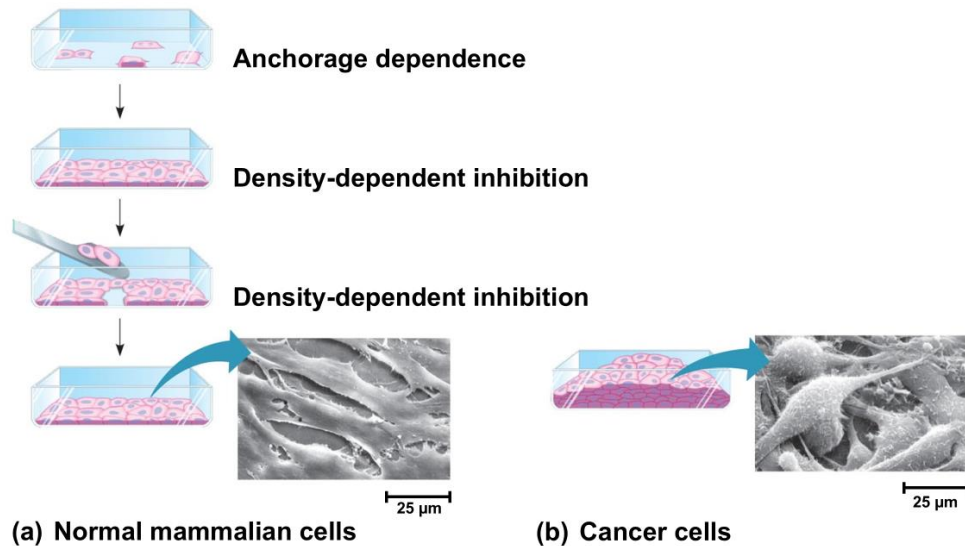 Anchorage dependence
Density-dependent inhibition
Density-dependent inhibition
25 µm
25 µm
(a) Normal mammalian cells
(b) Cancer cells